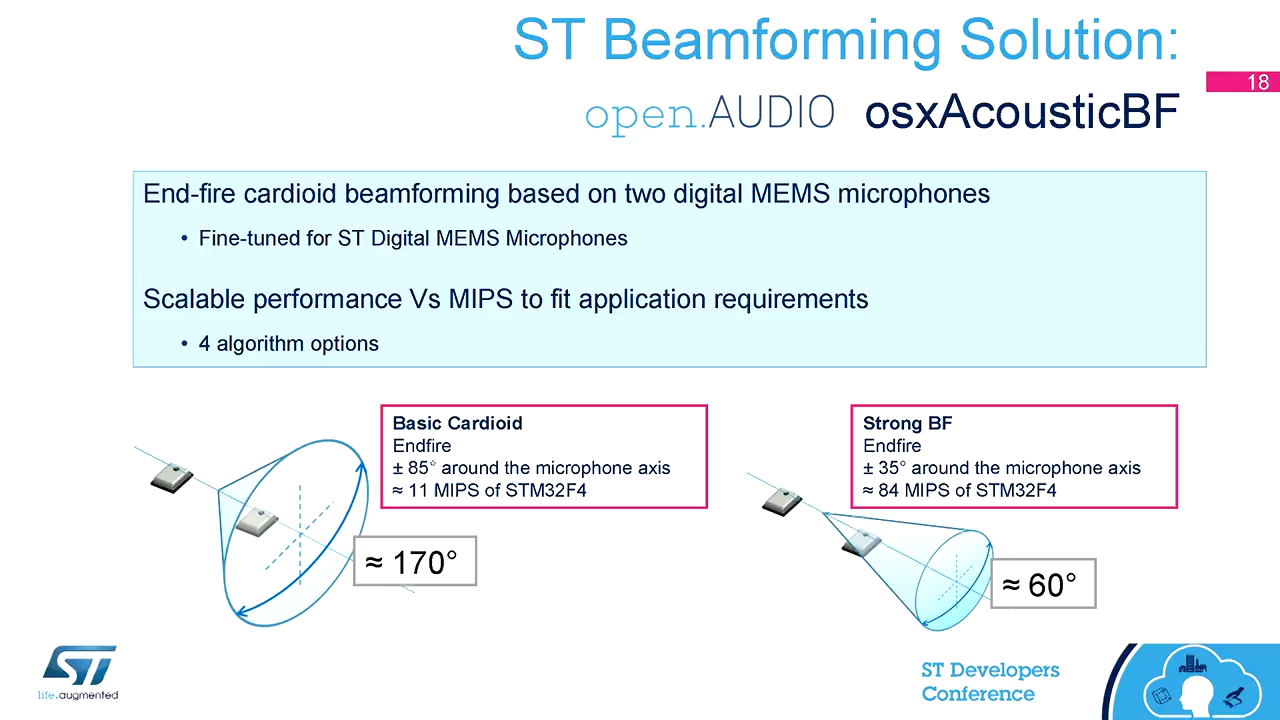 ST Beamforming Solution:
18
open.AUDIO osxAcousticBF
End-fire cardioid beamforming based on two digital MEMS microphones
• Fine-tuned for ST Digital MEMS Microphones
Scalable performance Vs MIPS to fit application requirements
• 4 algorithm options
Basic Cardioid
Endfire
± 85° around the microphone axis
≈ 11 MIPS of STM32F4
≈ 170°
Strong BF
Endfire
± 35° around the microphone axis
≈ 84 MIPS of STM32F4
≈ 60°
ST
life.augmented
ST Developers
Conference